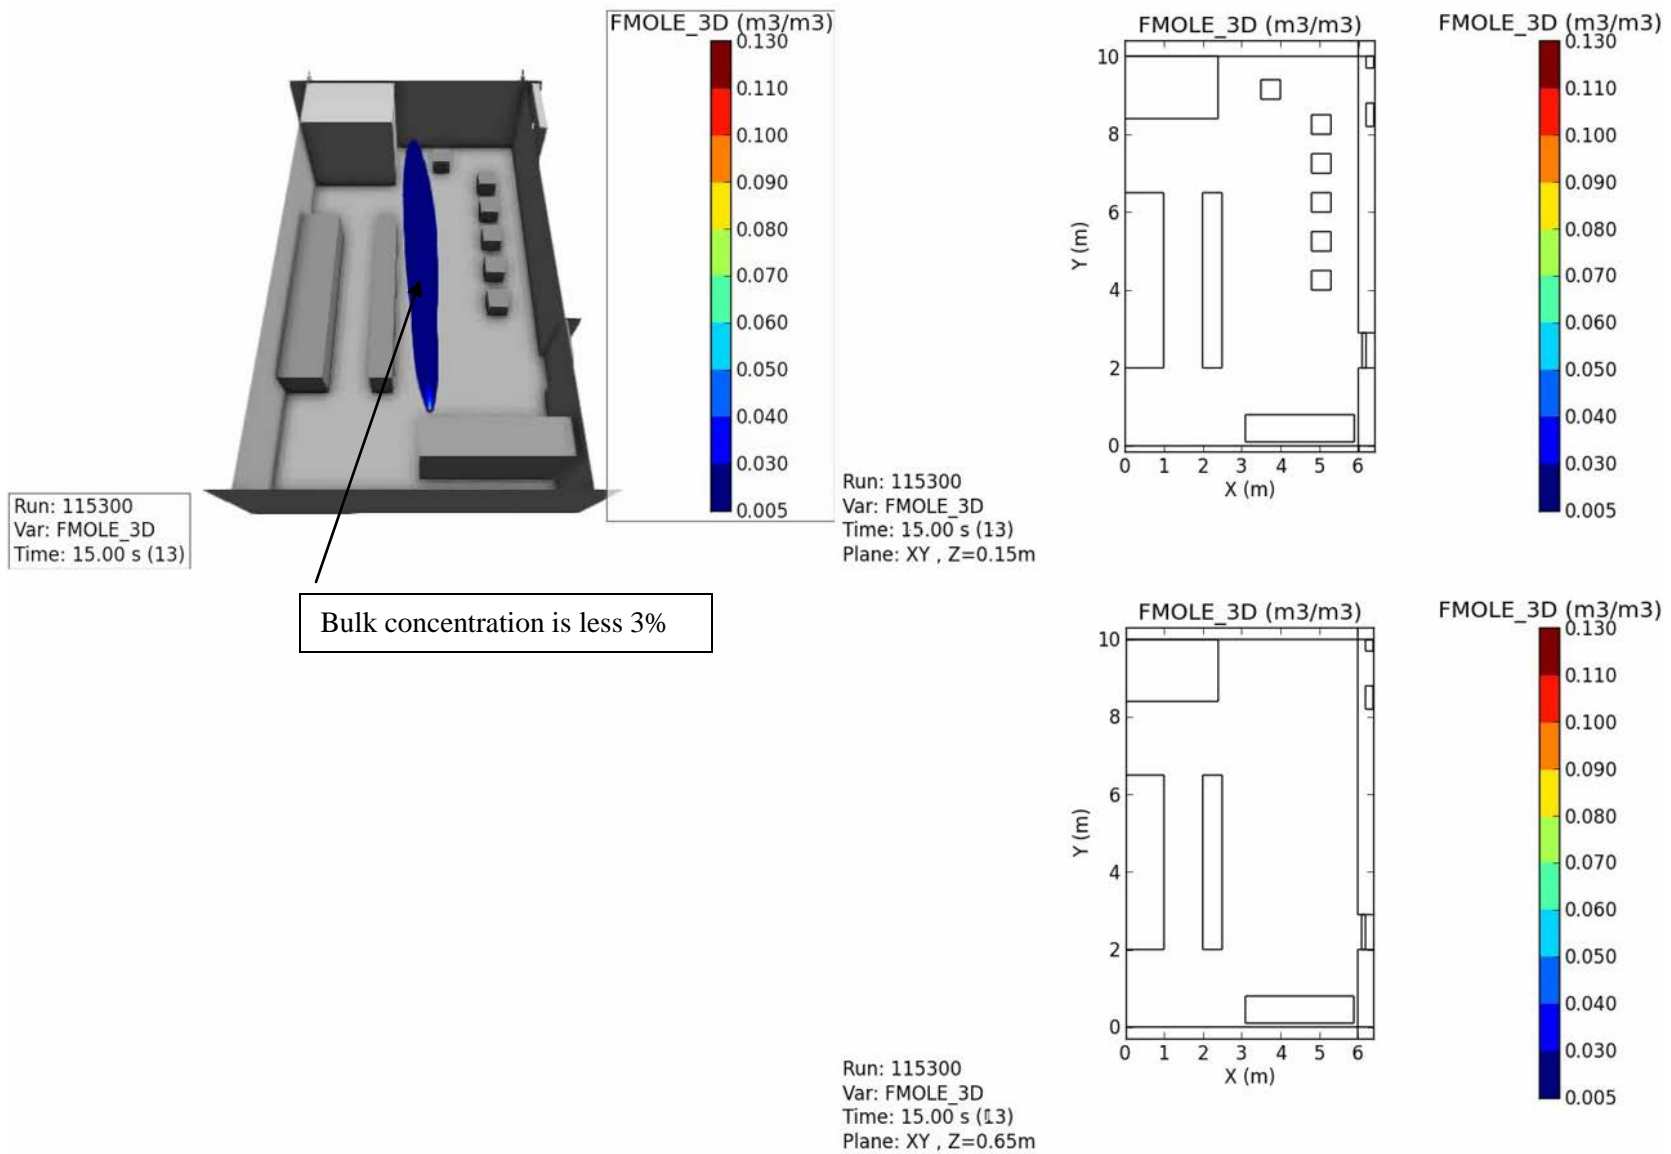 FMOLE_3D (m3/m3)
0.130
0.110
0.100
0.090
0.080
0.070
0.060
0.050
0.040
0.030
0.005
Run: 115300
Var: FMOLE_3D
Time: 15.00 s (13)
Bulk concentration is less 3%
FMOLE_3D (m3/m3)
10
8
6
4
2
0
Y (m)
0 1 2 3 4 5 6
X (m)
FMOLE_3D (m3/m3)
0.130
0.110
0.100
0.090
0.080
0.070
0.060
0.050
0.040
0.030
0.005
Run: 115300
Var: FMOLE_3D
Time: 15.00 s (13)
Plane: XY , Z=0.15m
FMOLE_3D (m3/m3)
10
8
6
4
2
0
Y (m)
0 1 2 3 4 5 6
X (m)
FMOLE_3D (m3/m3)
0.130
0.110
0.100
0.090
0.080
0.070
0.060
0.050
0.040
0.030
0.005
Run: 115300
Var: FMOLE_3D
Time: 15.00 s (13)
Plane: XY , Z=0.65m